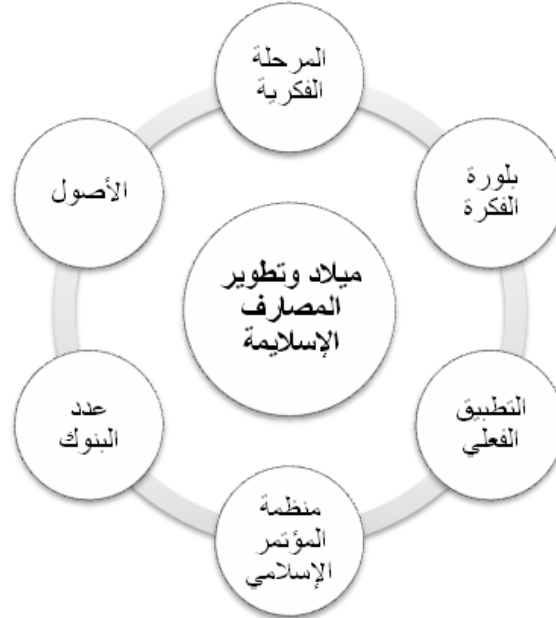 المرحلة
الفكرية
بلورة
الفكرة
التطبيق
الفعلي
منظمة
المؤتمر
الإسلامي
عدد
البنوك
الأصول
ميلاد وتطوير
المصارف
الإسلايمة